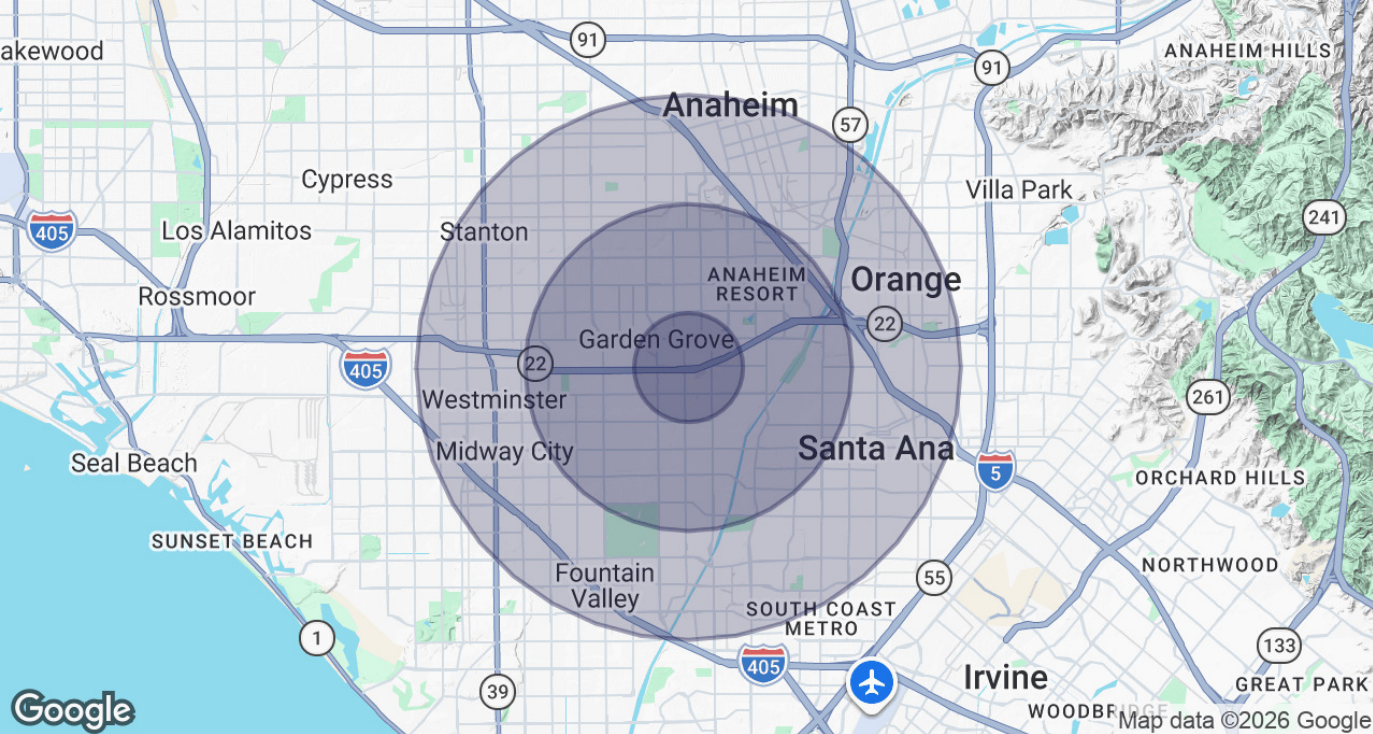 91
ANAHEIM HILLS
akewood
91
Anaheim
57
Cypress
Villa Park
241
405
Los Alamitos
Stanton
ANAHEIM
RESORT
Orange
Rossmoor
22
Garden Grove
22
405
261
Westminster
Midway City
Santa Ana
Seal Beach
5
ORCHARD HILLS
SUNSET BEACH
NORTHWOOD
Fountain
Valley
55
SOUTH COAST
METRO
1
133
405
Irvine
39
GREAT PARK
WOODBRIDGE
Google
Map data ©2026 Google